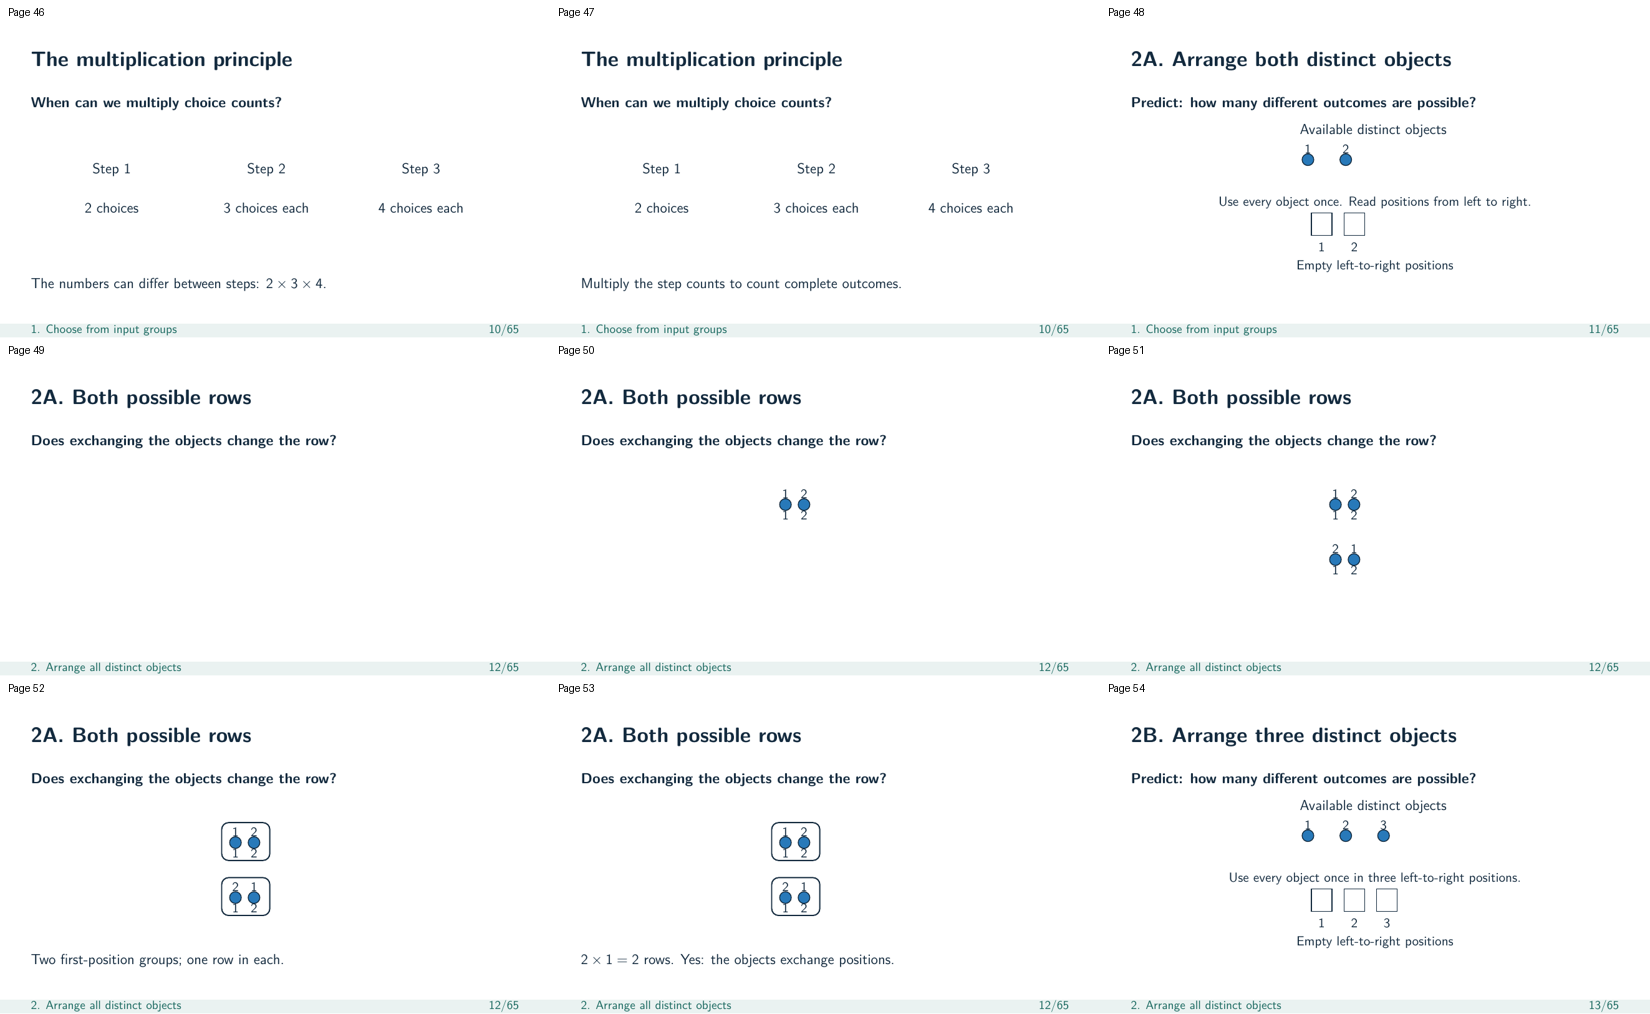 Page 46
The multiplication principle
When can we multiply choice counts?
Step 1 Step 2 Step 3
2 choices 3 choices each 4 choices each
The numbers can differ between steps: 2 × 3 × 4.
1. Choose from input groups 10/65
Page 47
The multiplication principle
When can we multiply choice counts?
Step 1 Step 2 Step 3
2 choices 3 choices each 4 choices each
Multiply the step counts to count complete outcomes.
1. Choose from input groups 10/65
Page 48
2A. Arrange both distinct objects
Predict: how many different outcomes are possible?
Available distinct objects
1 2
Use every object once. Read positions from left to right.
1 2
Empty left-to-right positions
1. Choose from input groups 11/65
Page 49
2A. Both possible rows
Does exchanging the objects change the row?
2. Arrange all distinct objects 12/65
Page 50
2A. Both possible rows
Does exchanging the objects change the row?
1 2
1 2
2. Arrange all distinct objects 12/65
Page 51
2A. Both possible rows
Does exchanging the objects change the row?
1 2
1 2
2 1
1 2
2. Arrange all distinct objects 12/65
Page 52
2A. Both possible rows
Does exchanging the objects change the row?
1 2
1 2
2 1
1 2
Two first-position groups; one row in each.
2. Arrange all distinct objects 12/65
Page 53
2A. Both possible rows
Does exchanging the objects change the row?
1 2
1 2
2 1
1 2
2 × 1 = 2 rows. Yes: the objects exchange positions.
2. Arrange all distinct objects 12/65
Page 54
2B. Arrange three distinct objects
Predict: how many different outcomes are possible?
Available distinct objects
1 2 3
Use every object once in three left-to-right positions.
1 2 3
Empty left-to-right positions
2. Arrange all distinct objects 13/65